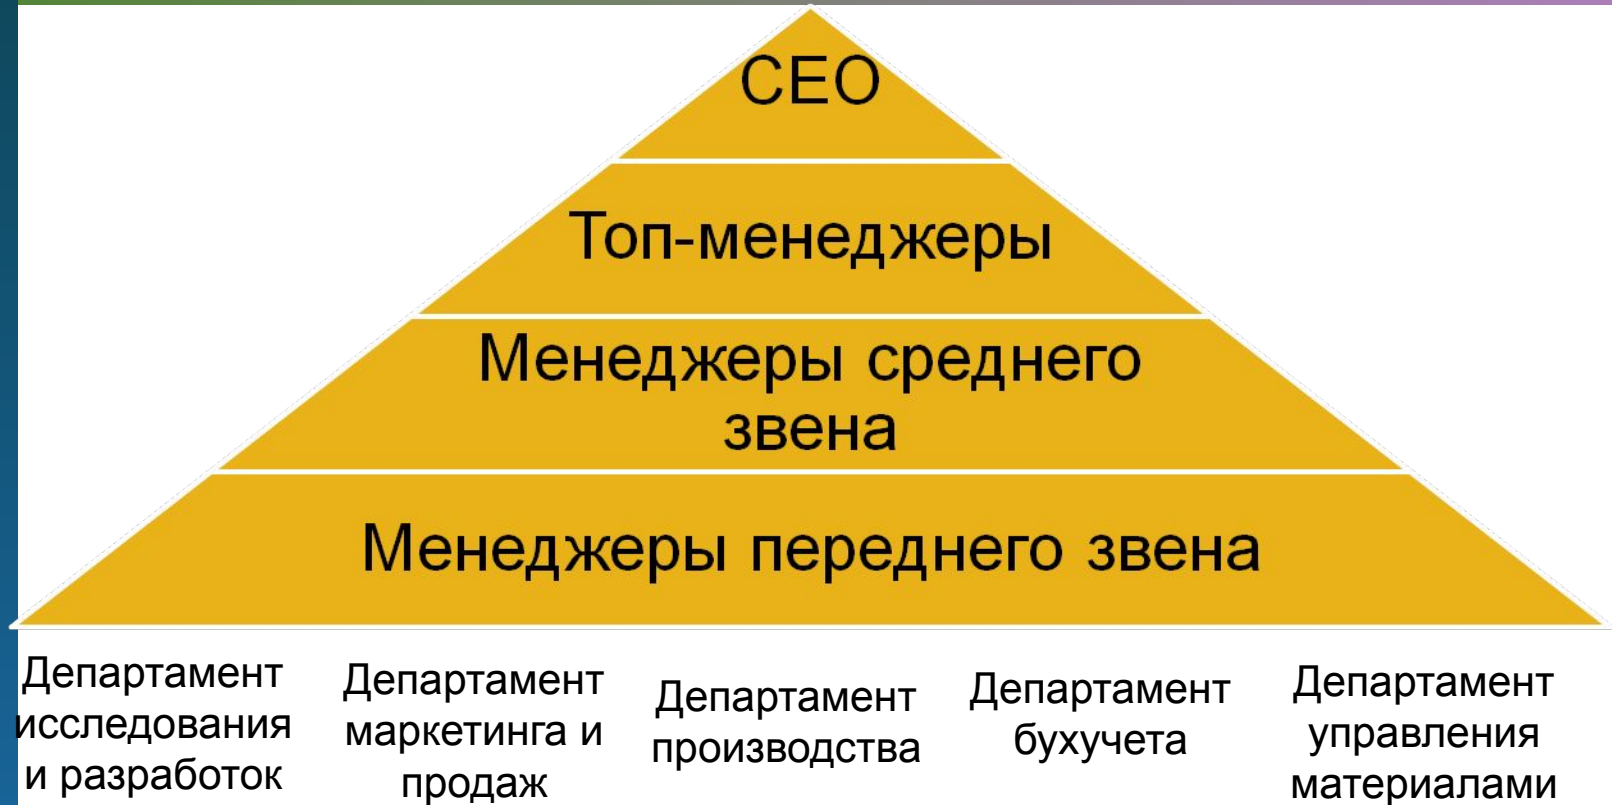 CEO
Топ-менеджеры
Менеджеры среднего
звена
Менеджеры переднего звена
Департамент
исследования
и разработок
Департамент
маркетинга и
продаж
Департамент
производства
Департамент
бухучета
Департамент
управления
материалами